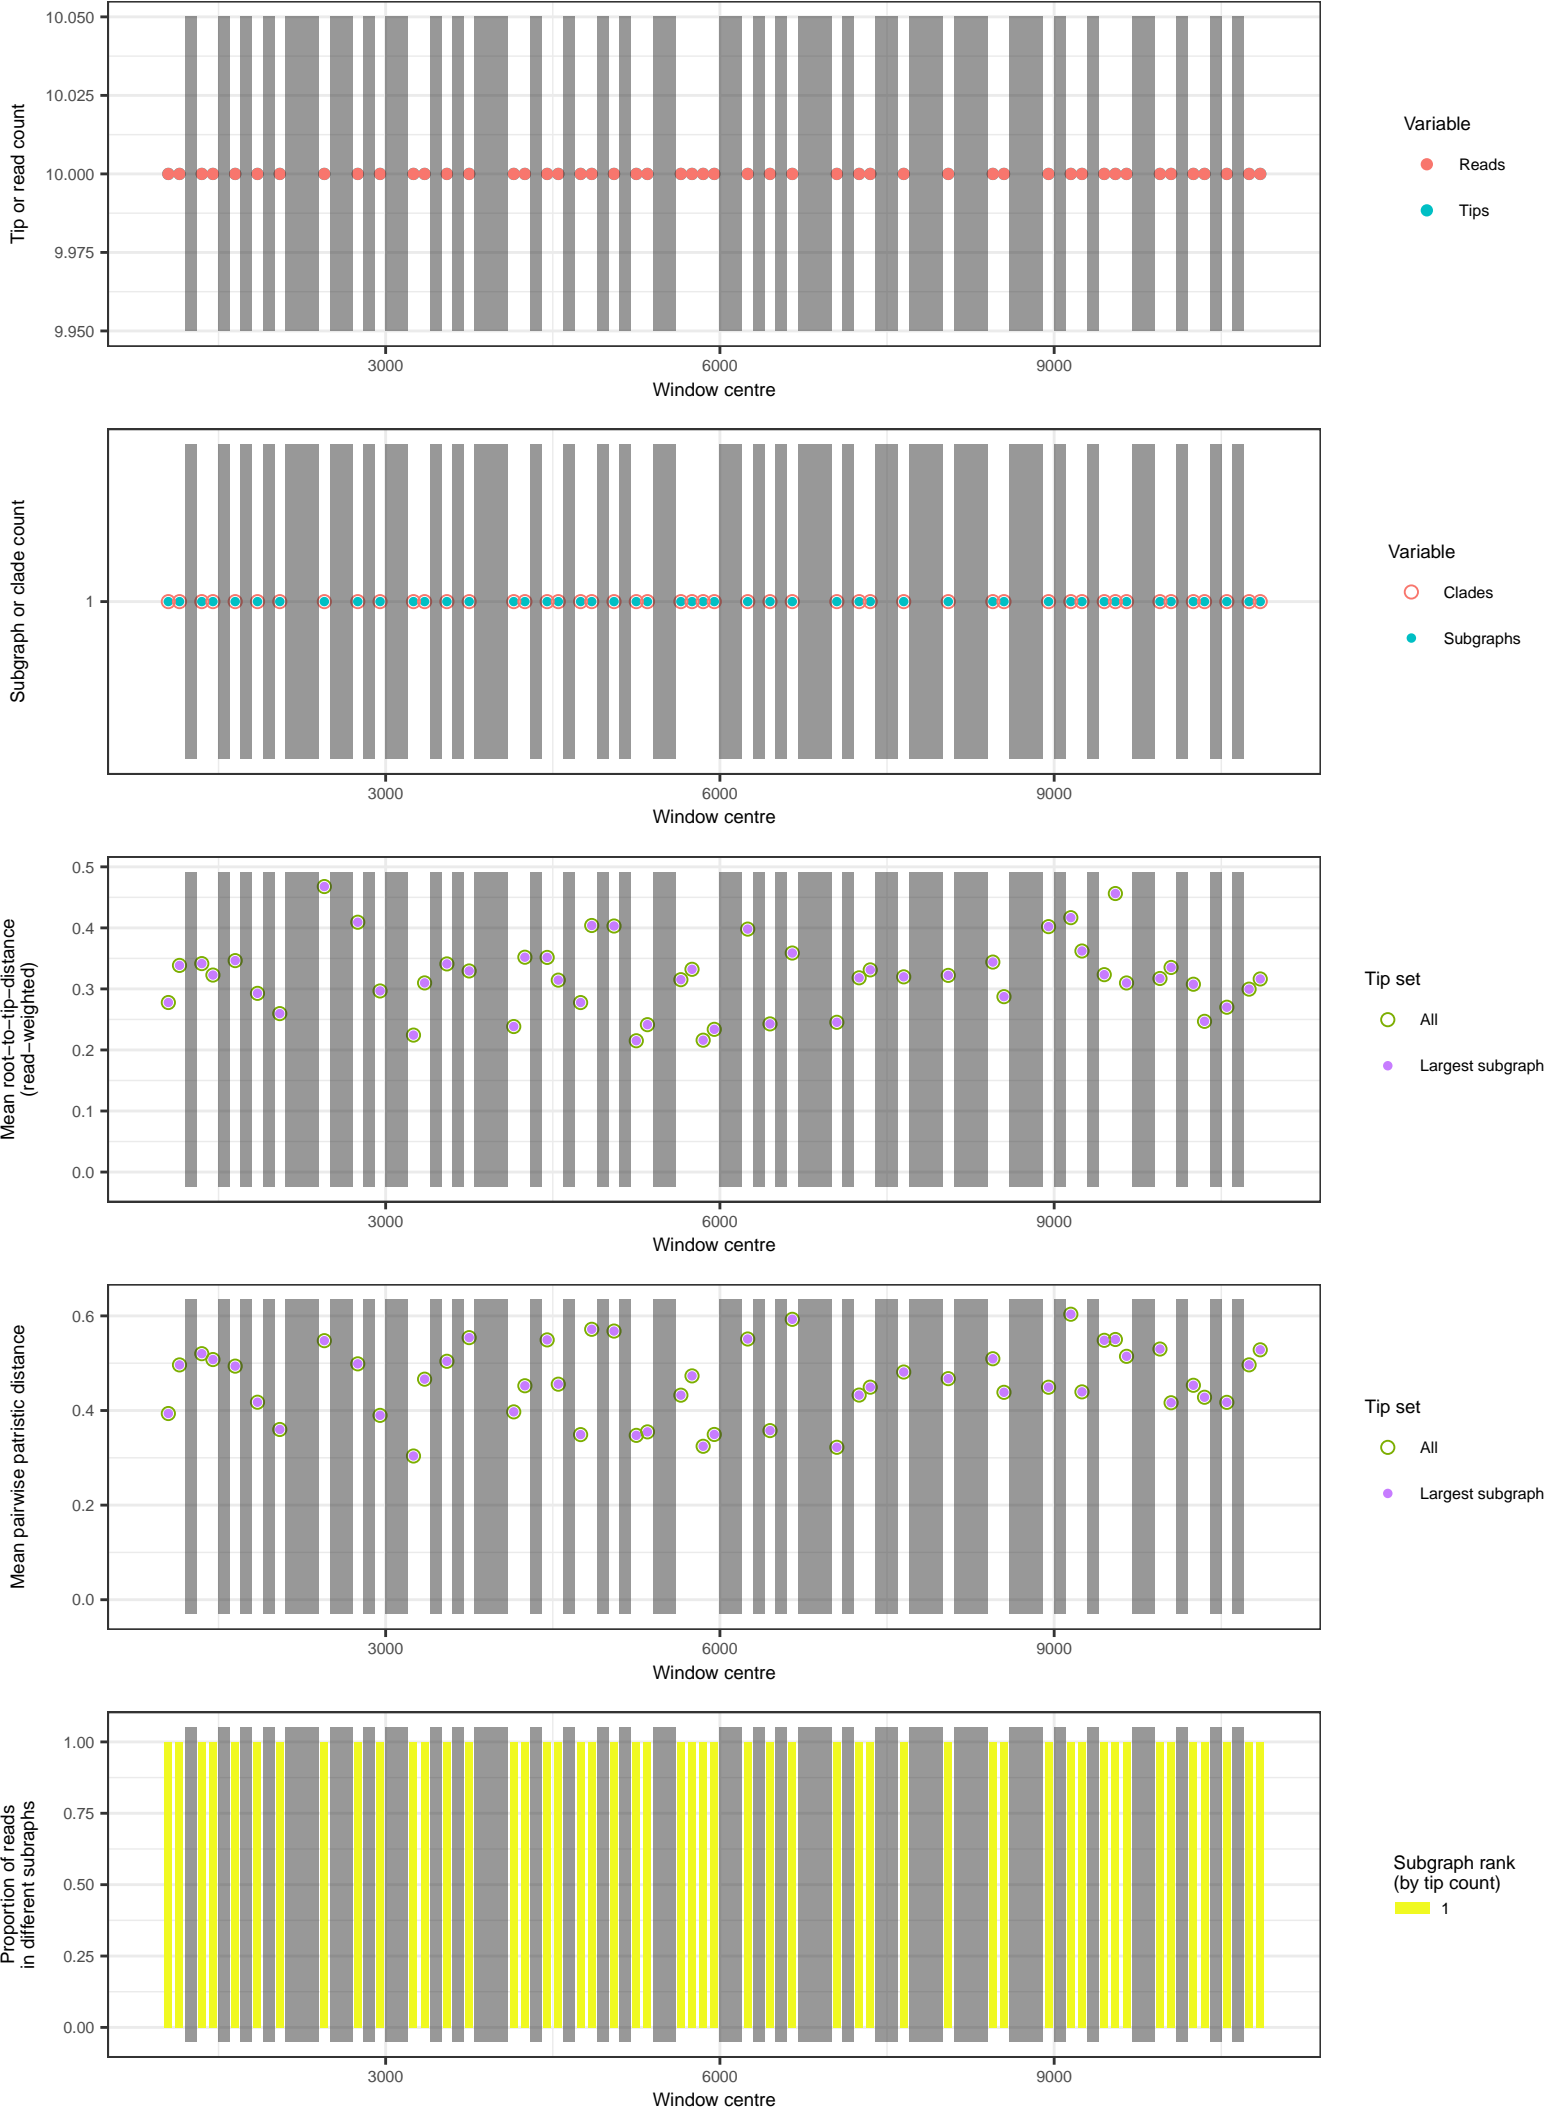 10.050
10.025
10.000
9.975
9.950
Tip or read count
3000
6000
9000
Window centre
Variable
Reads
Tips
Subgraph or clade count
1
3000
6000
9000
Window centre
Variable
Clades
Subgraphs
Mean root−to−tip−distance
(read−weighted)
0.5
0.4
0.3
0.2
0.1
0.0
3000
6000
9000
Window centre
Tip set
All
Largest subgraph
Mean pairwise patristic distance
0.6
0.4
0.2
0.0
3000
6000
9000
Window centre
Tip set
All
Largest subgraph
Proportion of reads
in different subraphs
1.00
0.75
0.50
0.25
0.00
3000
6000
9000
Window centre
Subgraph rank
(by tip count)
1